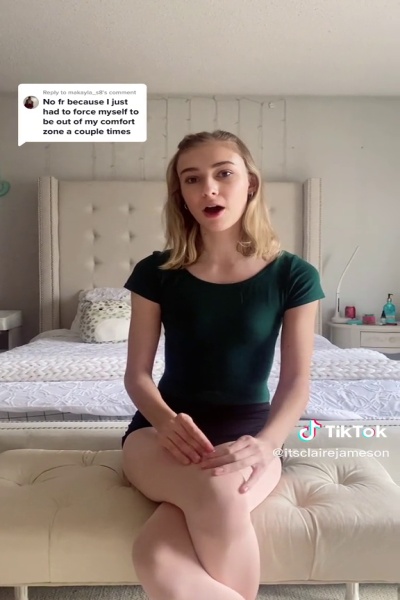 Reply to makayla_x8's comment
No fr because I just
had to force myself to
be out of my comfort
zone a couple times
TikTok
@itsclairejameson